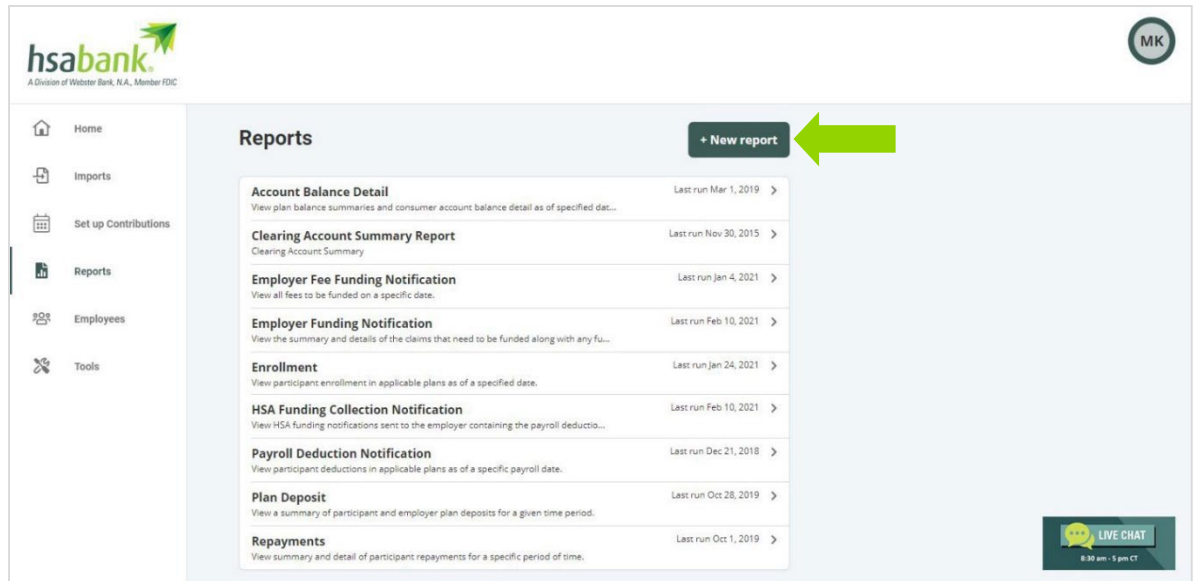 hsabank.
A Division of Webster Bank, N.A., Member FDIC
MK
Home
Imports
Set up Contributions
Reports
Employees
Tools
Reports
+ New report
Account Balance Detail
Last run Mar 1, 2019
View plan balance summaries and consumer account balance detail as of specified dat...
Clearing Account Summary Report
Last run Nov 30, 2015
Clearing Account Summary
Employer Fee Funding Notification
Last run Jan 4, 2021
View all fees to be funded on a specific date.
Employer Funding Notification
Last run Feb 10, 2021
View the summary and details of the claims that need to be funded along with any fu...
Enrollment
Last run Jan 24, 2021
View participant enrollment in applicable plans as of a specified date.
HSA Funding Collection Notification
Last run Feb 10, 2021
View HSA funding notifications sent to the employer containing the payroll deductio...
Payroll Deduction Notification
Last run Dec 21, 2018
View participant deductions in applicable plans as of a specific payroll date.
Plan Deposit
Last run Oct 28, 2019
View a summary of participant and employer plan deposits for a given time period.
Repayments
Last run Oct 1, 2019
View summary and detail of participant repayments for a specific period of time.
LIVE CHAT
8:30 am - 5 pm CT